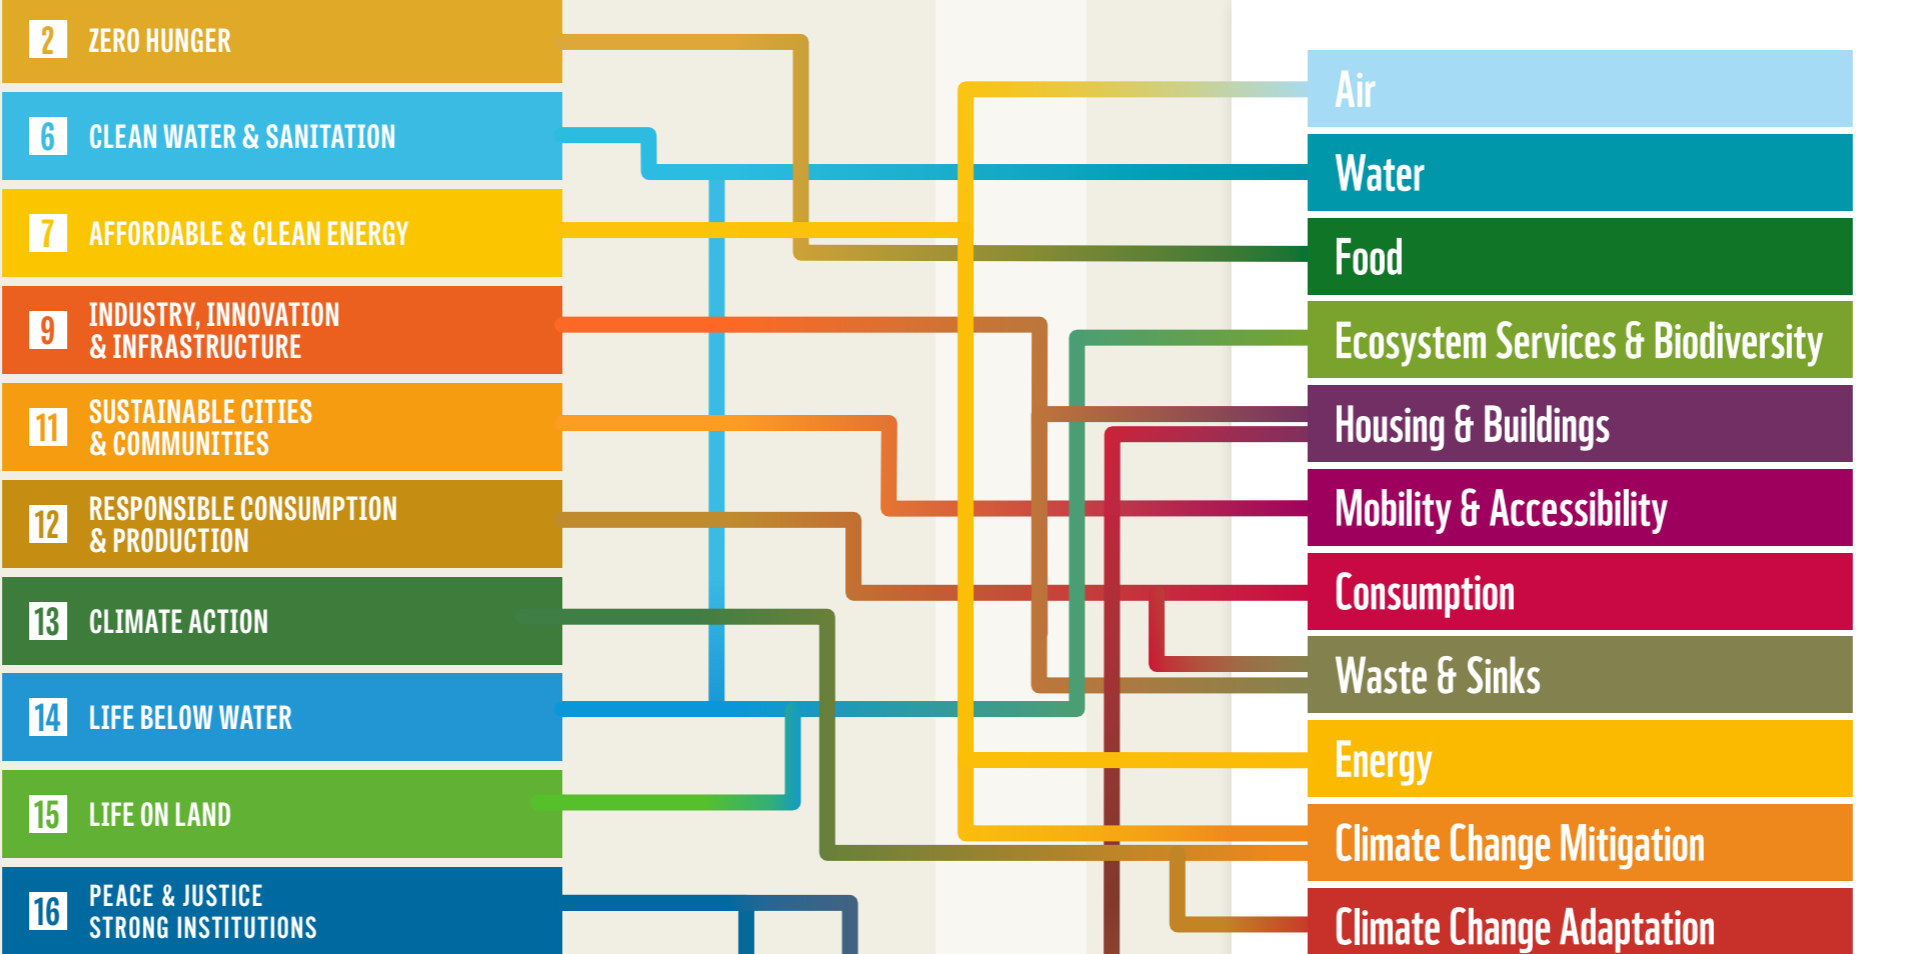 2 ZERO HUNGER
6 CLEAN WATER & SANITATION
7 AFFORDABLE & CLEAN ENERGY
9 INDUSTRY, INNOVATION
& INFRASTRUCTURE
11 SUSTAINABLE CITIES
& COMMUNITIES
12 RESPONSIBLE CONSUMPTION
& PRODUCTION
13 CLIMATE ACTION
14 LIFE BELOW WATER
15 LIFE ON LAND
16 PEACE & JUSTICE
STRONG INSTITUTIONS
Air
Water
Food
Ecosystem Services & Biodiversity
Housing & Buildings
Mobility & Accessibility
Consumption
Waste & Sinks
Energy
Climate Change Mitigation
Climate Change Adaptation